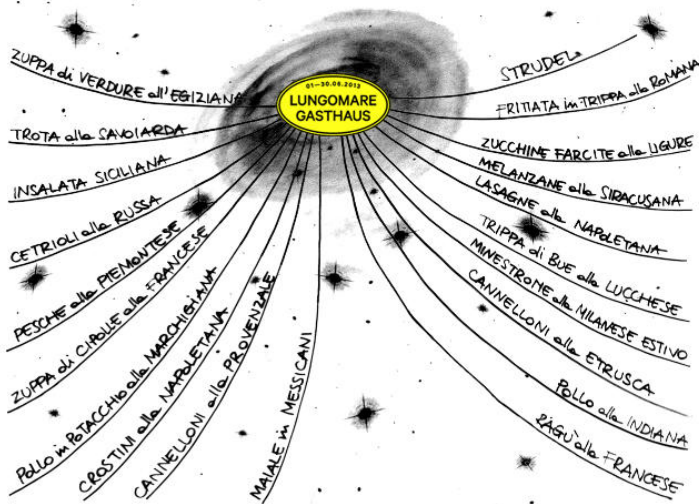 01–30.06.2013
LUNGOMARE
GASTHAUS
ZUPPA di VERDURE all'EGIZIANA
TROTA alla SAVOIARDA
INSALATA SICILIANA
CETRIOLI alla RUSSA
PESCHE alla PIEMONTESE
ZUPPA di CIPOLLE alla FRANCESE
POLLO in POTACCHIO alla MARCHIGIANA
CROSTINI alla NAPOLETANA
CANNELLONI alla PROVENZALE
MAIALE in MESSICANI
STRUDEL
FRITTATA in TRIPPA alla ROMANA
ZUCCHINE FARCITE alla LIGURE
MELANZANE alla SIRACUSANA
LASAGNE alla NAPOLETANA
TRIPPA di BUE alla LUCCHESE
MINESTRONE alla MILANESE ESTIVO
CANNELLONI alla ETRUSCA
POLLO alla INDIANA
RAGÙ alla FRANCESE